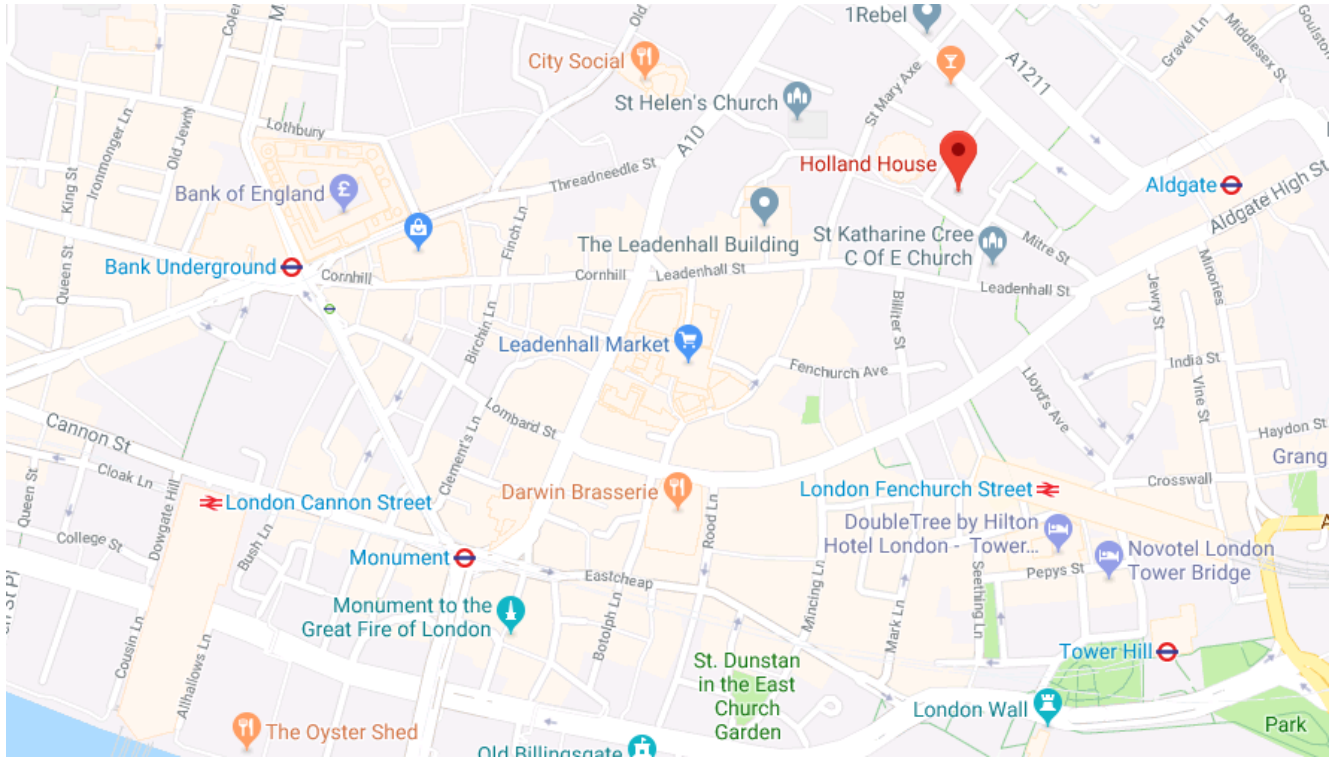 1Rebel
Old
Colen
City Social
St Helen's Church
St Mary Axe
A1211
Gravel Ln
Middlesex St
Goulston
A10
Lothbury
Ironmonger Ln
Old Jewry
King St
Holland House
Aldgate
Aldgate High St
Threadneedle St
Bank of England
Finch Ln
The Leadenhall Building
St Katharine Cree
C Of E Church
Mitre St
Queen St
Bank Underground
Cornhill
Cornhill
Leadenhall St
Leadenhall St
Minories
Jewry St
Billiter St
Birchin Ln
Leadenhall Market
Fenchurch Ave
India St
Vine St
Lloyd's Ave
Lombard St
Clement's Ln
Cannon St
Haydon St
Grang
Cloak Ln
Queen St
Dowgate Hill
London Cannon Street
Darwin Brasserie
Rood Ln
London Fenchurch Street
Crosswall
DoubleTree by Hilton
Hotel London - Tower...
Novotel London
Tower Bridge
College St
Bush Ln
Monument
Eastcheap
Mincing Ln
Mark Ln
Seething Ln
Pepys St
Monument to the
Great Fire of London
Botolph Ln
Cousin Ln
Allhallows Ln
Tower Hill
St. Dunstan
in the East
Church
Garden
London Wall
Park
The Oyster Shed
Old Billingsgate